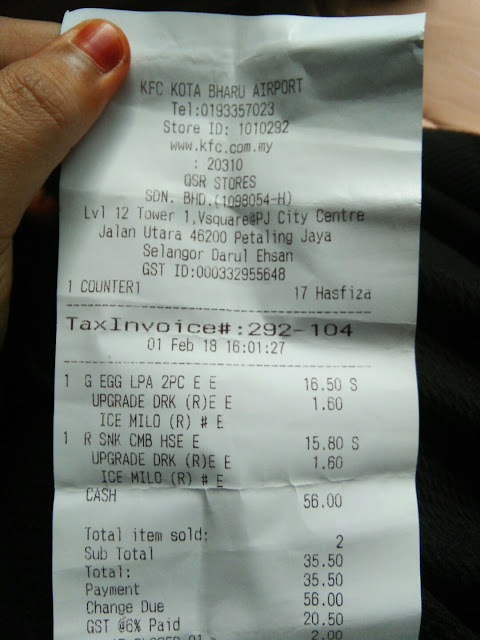 KFC KOTA BHARU AIRPORT
Tel:0193357023
Store ID: 1010292
www.kfc.com.my
: 20310
QSR STORES
SDN. BHD.(1098054-H)
Lvl 12 Tower 1,Vsquare@PJ City Centre
Jalan Utara 46200 Petaling Jaya
Selangor Darul Ehsan
GST ID:000332955648
1 COUNTER1 17 Hasfiza
TaxInvoice#:292-104
01 Feb 18 16:01:27
1 G EGG LPA 2PC E E 16.50 S
UPGRADE DRK (R)E E 1.60
ICE MILO (R) # E
1 R SNK CMB HSE E 15.80 S
UPGRADE DRK (R)E E 1.60
ICE MILO (R) # E
CASH 56.00
Total item sold: 2
Sub Total 35.50
Total: 35.50
Payment 56.00
Change Due 20.50
GST @6% Paid 2.00